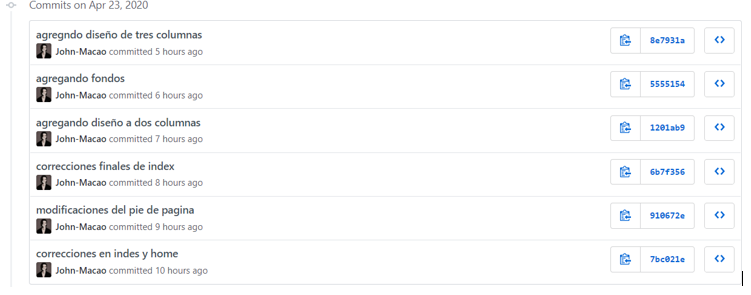 Commits on Apr 23, 2020
agregndo diseño de tres columnas
8e7931a
John-Macao committed 5 hours ago
agregando fondos
5555154
John-Macao committed 6 hours ago
agregando diseño a dos columnas
1201ab9
John-Macao committed 7 hours ago
correcciones finales de index
6b7f356
John-Macao committed 8 hours ago
modificaciones del pie de pagina
910672e
John-Macao committed 9 hours ago
correcciones en indes y home
7bc021e
John-Macao committed 10 hours ago